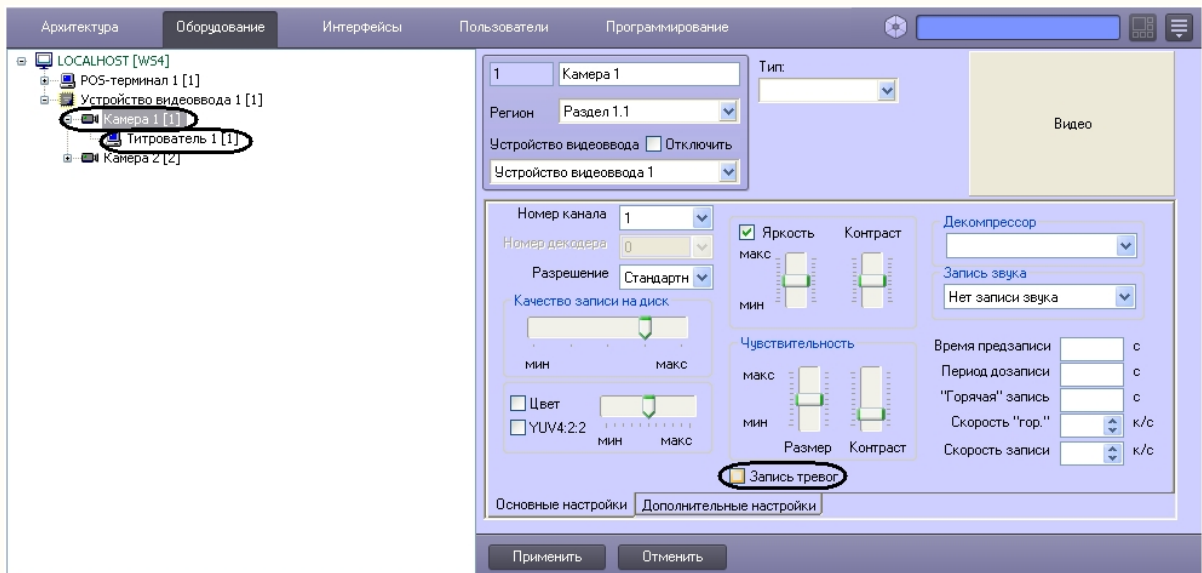 Архитектура Оборудование Интерфейсы Пользователи Программирование
LOCALHOST [WS4]
POS-терминал 1 [1]
Устройство видеоввода 1 [1]
Камера 1 [1]
Титрователь 1 [1]
Камера 2 [2]
1 Камера 1
Тип:
Регион Раздел 1.1
Устройство видеоввода Отключить
Устройство видеоввода 1
Видео
Номер канала 1
Номер декодера 0
Разрешение Стандартн
Качество записи на диск
мин макс
Цвет
YUV4:2:2
мин макс
Яркость Контраст
макс
мин
Чувствительность
макс
мин
Размер Контраст
Запись тревог
Декомпрессор
Запись звука
Нет записи звука
Время предзаписи с
Период дозаписи с
"Горячая" запись с
Скорость "гор." к/с
Скорость записи к/с
Основные настройки Дополнительные настройки
Применить Отменить